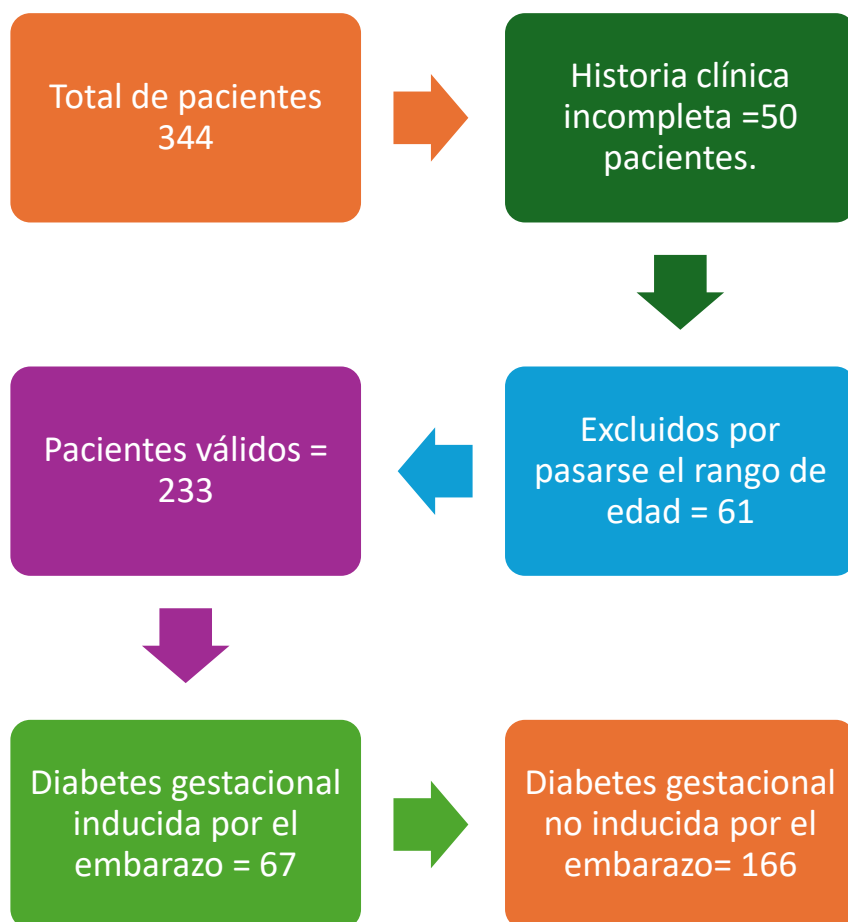 Total de pacientes
344
Historia clínica
incompleta =50
pacientes.
Excluidos por
pasarse el rango de
edad = 61
Pacientes válidos =
233
Diabetes gestacional
inducida por el
embarazo = 67
Diabetes gestacional
no inducida por el
embarazo= 166